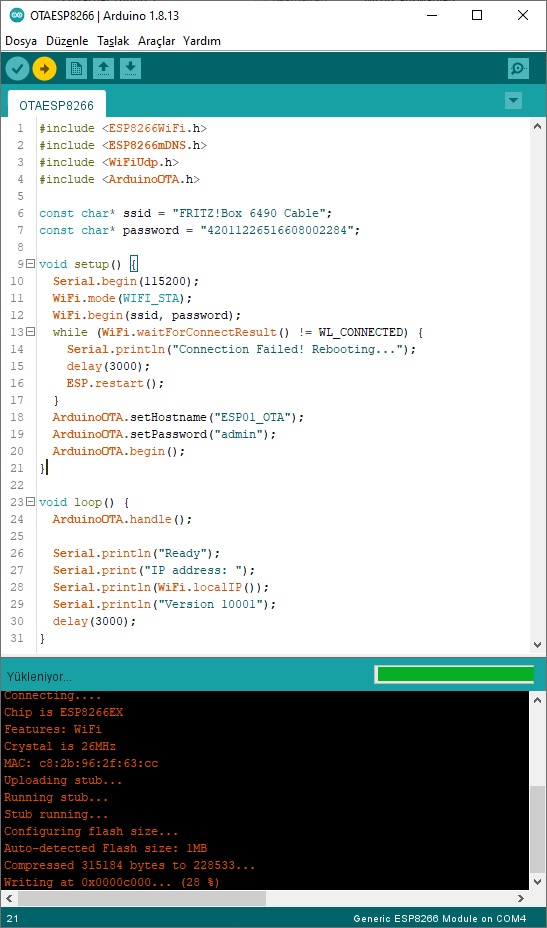 OTAESP8266 | Arduino 1.8.13
Dosya Düzenle Taşlak Araçlar Yardım
OTAESP8266
1 #include <ESP8266WiFi.h>
2 #include <ESP8266mDNS.h>
3 #include <WiFiUdp.h>
4 #include <ArduinoOTA.h>
5
6 const char* ssid = "FRITZ!Box 6490 Cable";
7 const char* password = "42011226516608002284";
8
9 void setup() {
10 Serial.begin(115200);
11 WiFi.mode(WIFI_STA);
12 WiFi.begin(ssid, password);
13 while (WiFi.waitForConnectResult() != WL_CONNECTED) {
14 Serial.println("Connection Failed! Rebooting...");
15 delay(3000);
16 ESP.restart();
17 }
18 ArduinoOTA.setHostname("ESP01_OTA");
19 ArduinoOTA.setPassword("admin");
20 ArduinoOTA.begin();
21 }
22
23 void loop() {
24 ArduinoOTA.handle();
25
26 Serial.println("Ready");
27 Serial.print("IP address: ");
28 Serial.println(WiFi.localIP());
29 Serial.println("Version 10001");
30 delay(3000);
31 }
Yükleniyor...
Connecting....
Chip is ESP8266EX
Features: WiFi
Crystal is 26MHz
MAC: c8:2b:96:2f:63:cc
Uploading stub...
Running stub...
Stub running...
Configuring flash size...
Auto-detected Flash size: 1MB
Compressed 315184 bytes to 228533...
Writing at 0x0000c000... (28 %)
21 Generic ESP8266 Module on COM4